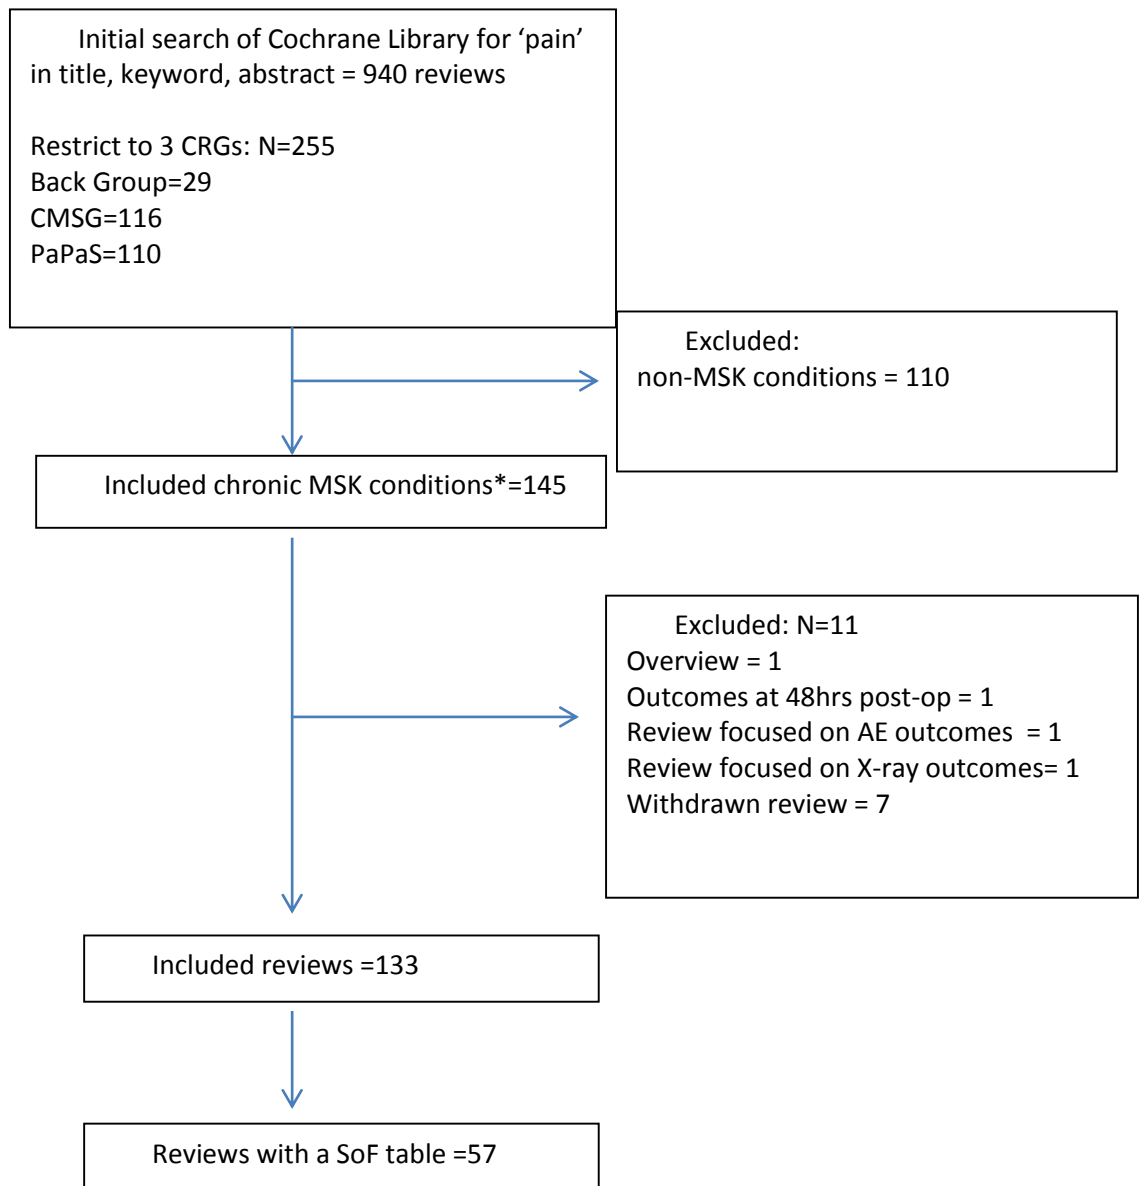 Initial search of Cochrane Library for ‘pain’
in title, keyword, abstract = 940 reviews
Restrict to 3 CRGs: N=255
Back Group=29
CMSG=116
PaPaS=110
Excluded:
non-MSK conditions = 110
Included chronic MSK conditions*=145
Excluded: N=11
Overview = 1
Outcomes at 48hrs post-op = 1
Review focused on AE outcomes  = 1
Review focused on X-ray outcomes= 1
Withdrawn review = 7
Included reviews =133
Reviews with a SoF table =57